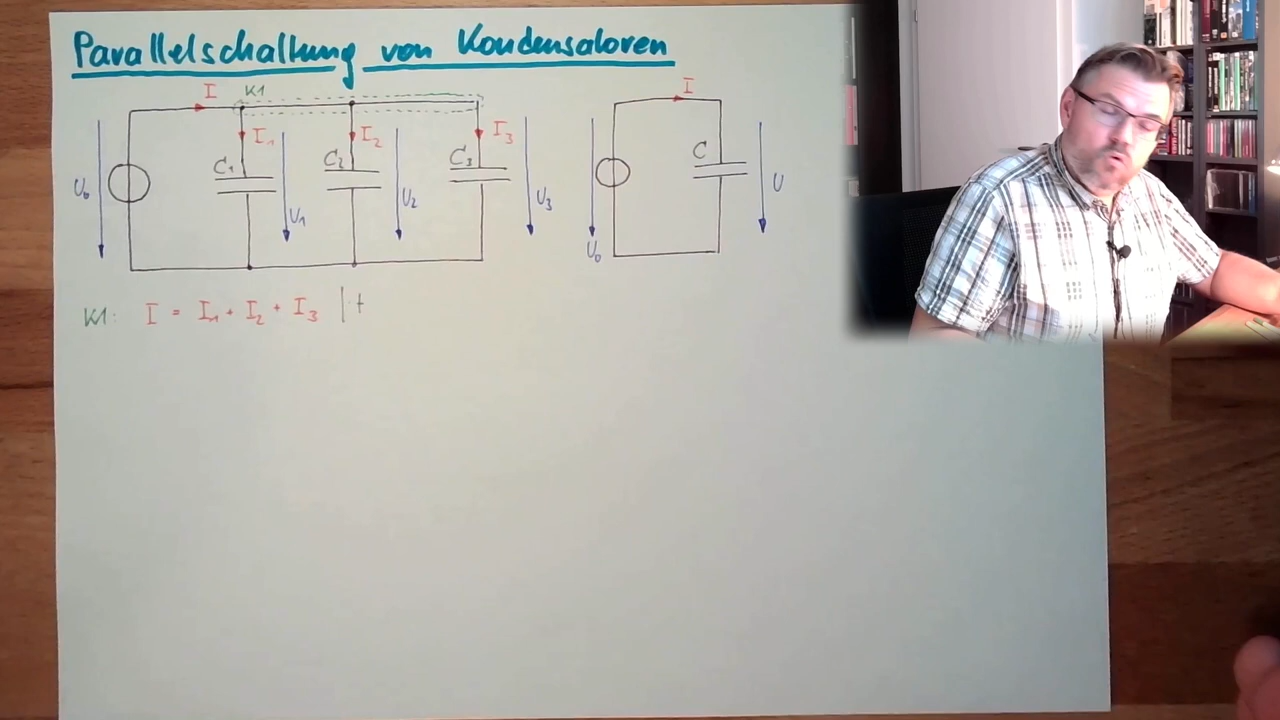 Parallelschaltung von Kondensatoren
I K1 I
I₁ I₂ I₃
C₁ C₂ C₃ C
U₀ U₁ U₂ U₃ U₀ U
K1: I = I₁ + I₂ + I₃ | · t